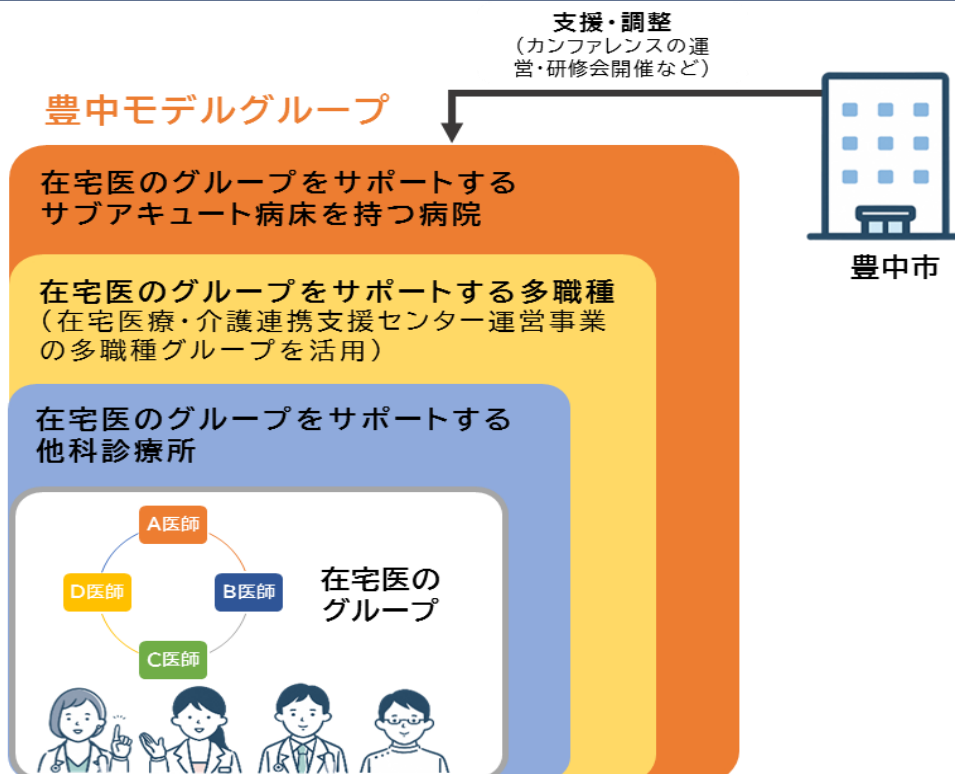 支援・調整
（カンファレンスの運
営・研修会開催など）
豊中モデルグループ
豊中市
在宅医のグループをサポートする
サブアキュート病床を持つ病院
在宅医のグループをサポートする多職種
（在宅医療・介護連携支援センター運営事業
の多職種グループを活用）
在宅医のグループをサポートする
他科診療所
A医師
D医師
B医師
C医師
在宅医の
グループ